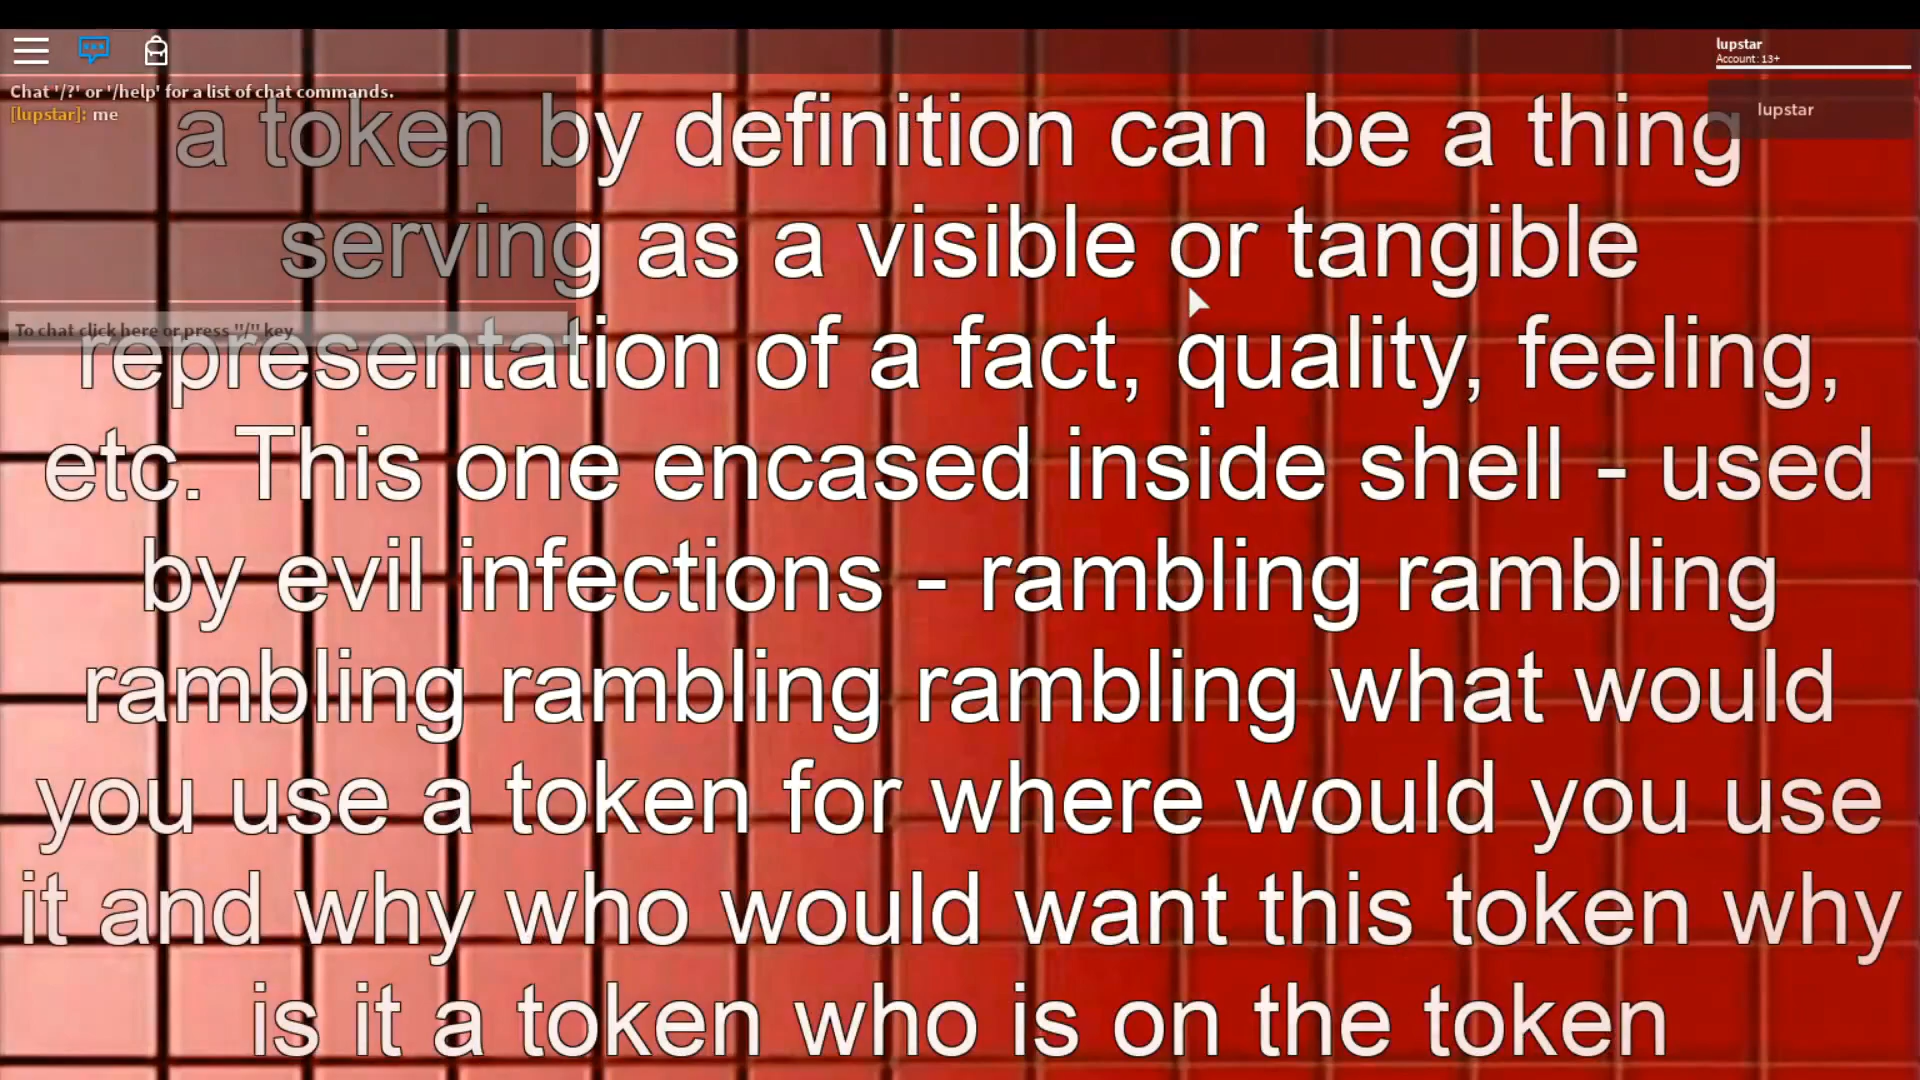 lupstar
Account: 13+
Chat '/?' or '/help' for a list of chat commands.
[lupstar]: me
lupstar
a token by definition can be a thing
serving as a visible or tangible
To chat click here or press "/" key
representation of a fact, quality, feeling,
etc. This one encased inside shell - used
by evil infections - rambling rambling
rambling rambling rambling what would
you use a token for where would you use
it and why who would want this token why
is it a token who is on the token